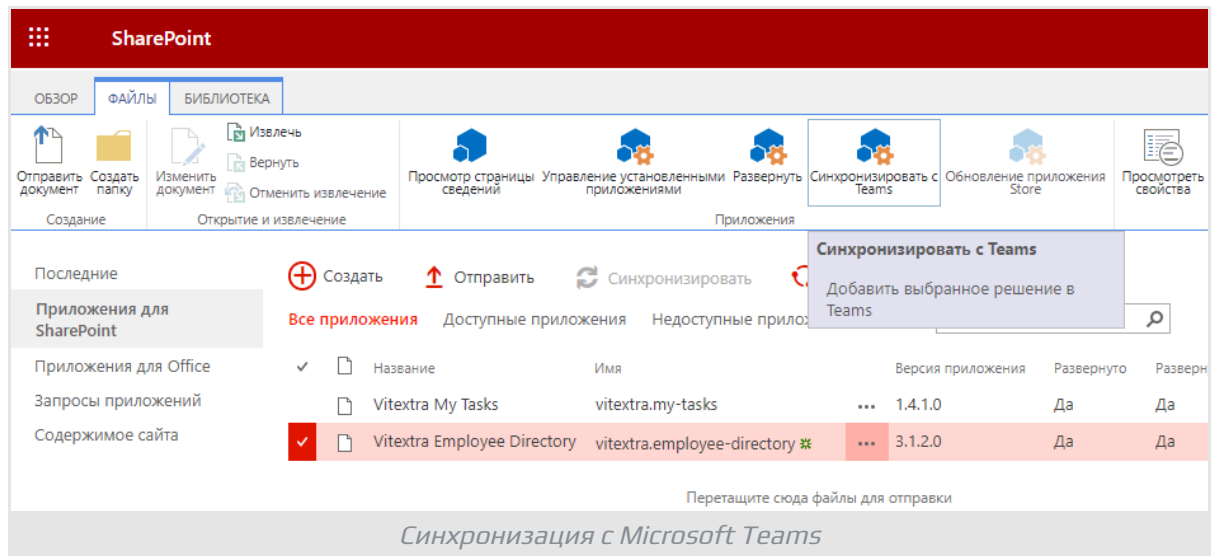 SharePoint
ОБЗОР ФАЙЛЫ БИБЛИОТЕКА
Отправить документ
Создать папку
Изменить документ
Извлечь
Вернуть
Отменить извлечение
Просмотр страницы сведений
Управление установленными приложениями
Развернуть
Синхронизировать с Teams
Обновление приложения Store
Просмотреть свойства
Создание
Открытие и извлечение
Приложения
Синхронизировать с Teams
Добавить выбранное решение в
Teams
Последние
Приложения для
SharePoint
Приложения для Office
Запросы приложений
Содержимое сайта
Создать Отправить Синхронизировать
Все приложения Доступные приложения Недоступные прилож
Название Имя Версия приложения Развернуто Разверн
Vitextra My Tasks vitextra.my-tasks ... 1.4.1.0 Да Да
Vitextra Employee Directory vitextra.employee-directory ... 3.1.2.0 Да Да
Перетащите сюда файлы для отправки
Синхронизация с Microsoft Teams